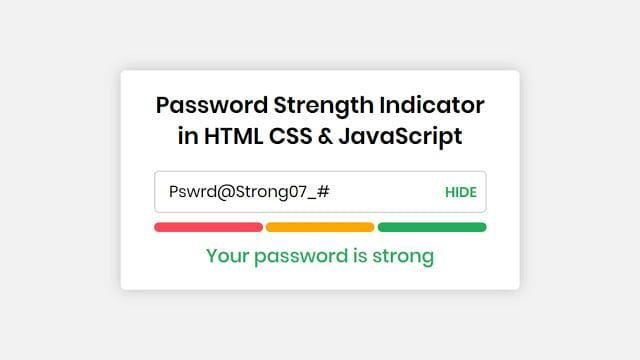 Password Strength Indicator
in HTML CSS & JavaScript
Pswrd@Strong07_# HIDE
Your password is strong